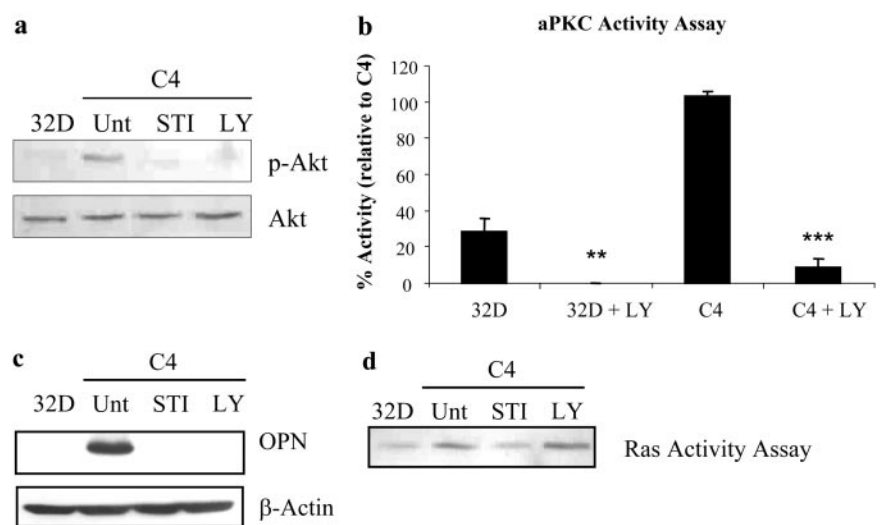 a
C4
32D Unt STI LY
p-Akt
Akt
b
aPKC Activity Assay
% Activity (relative to C4)
120
100
80
60
40
20
0
**
***
32D 32D + LY C4 C4 + LY
c
C4
32D Unt STI LY
OPN
β-Actin
d
C4
32D Unt STI LY
Ras Activity Assay